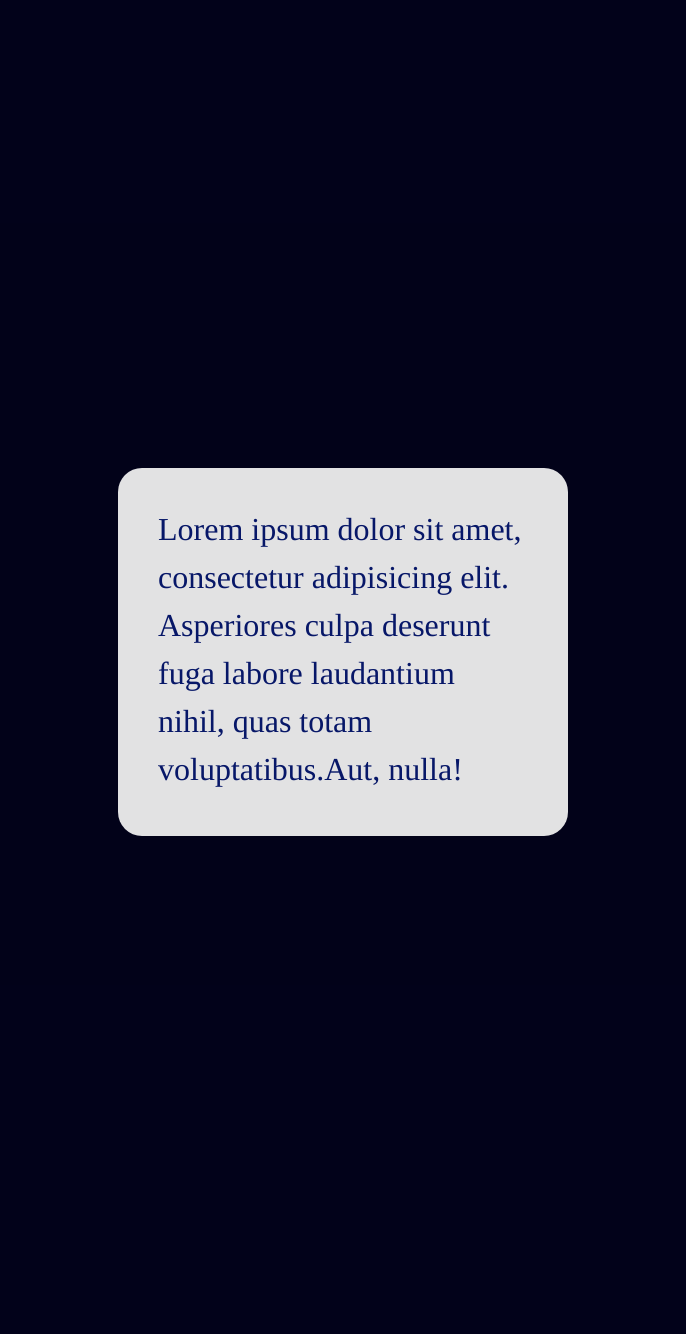 Lorem ipsum dolor sit amet,
consectetur adipisicing elit.
Asperiores culpa deserunt
fuga labore laudantium
nihil, quas totam
voluptatibus.Aut, nulla!